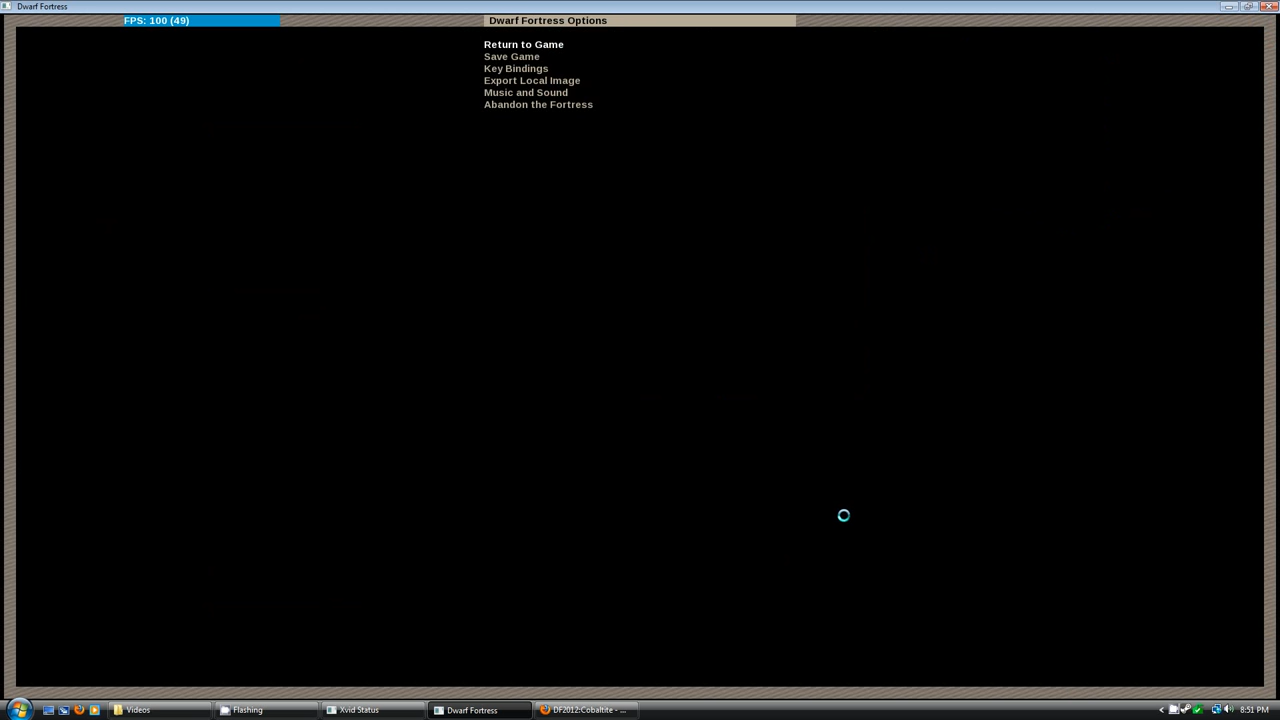 Dwarf Fortress
FPS: 100 (49)
Dwarf Fortress Options
Return to Game
Save Game
Key Bindings
Export Local Image
Music and Sound
Abandon the Fortress
Videos
Flashing
Xvid Status
Dwarf Fortress
DF2012:Cobaltite - ...
8:51 PM